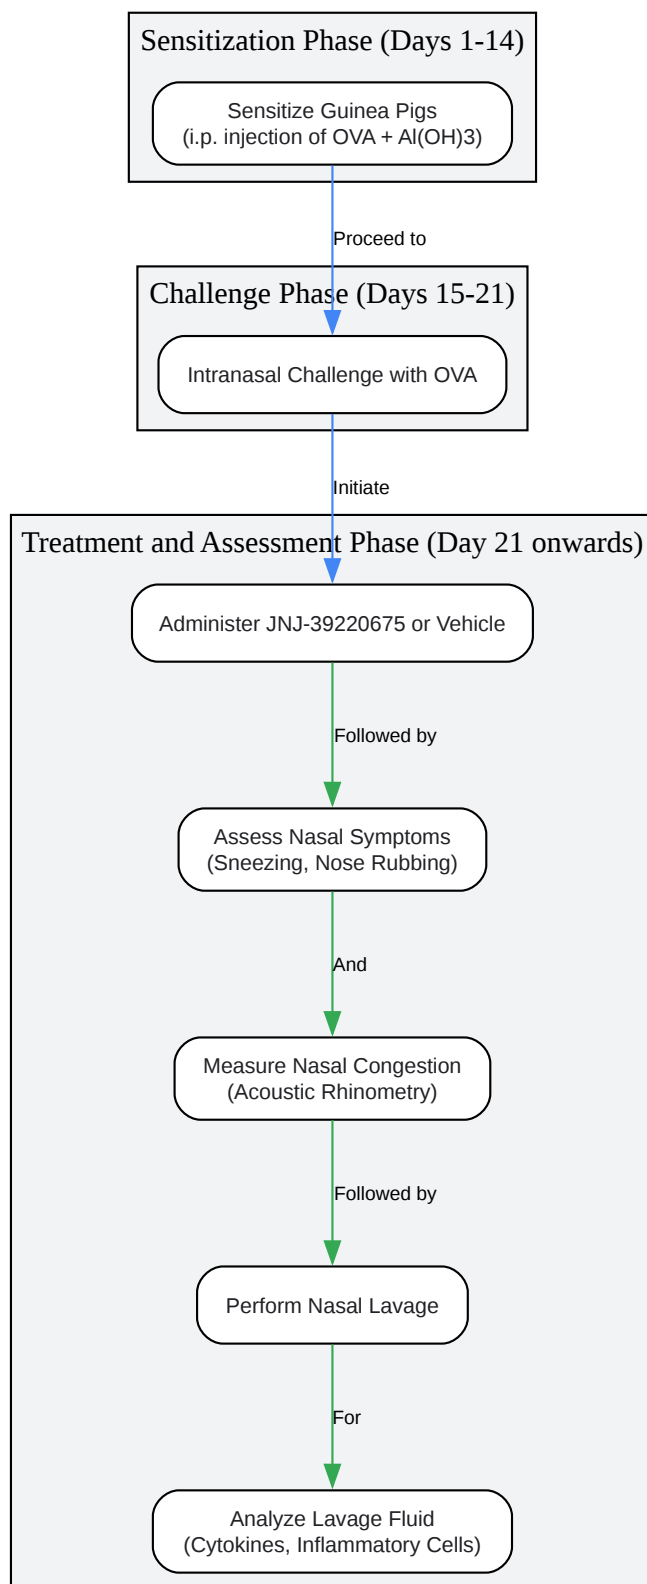 Sensitization Phase (Days 1-14)
Sensitize Guinea Pigs
(i.p. injection of OVA + Al(OH)3)
Proceed to
Challenge Phase (Days 15-21)
Intranasal Challenge with OVA
Initiate
Treatment and Assessment Phase (Day 21 onwards)
Administer JNJ-39220675 or Vehicle
Followed by
Assess Nasal Symptoms
(Sneezing, Nose Rubbing)
And
Measure Nasal Congestion
(Acoustic Rhinometry)
Followed by
Perform Nasal Lavage
For
Analyze Lavage Fluid
(Cytokines, Inflammatory Cells)